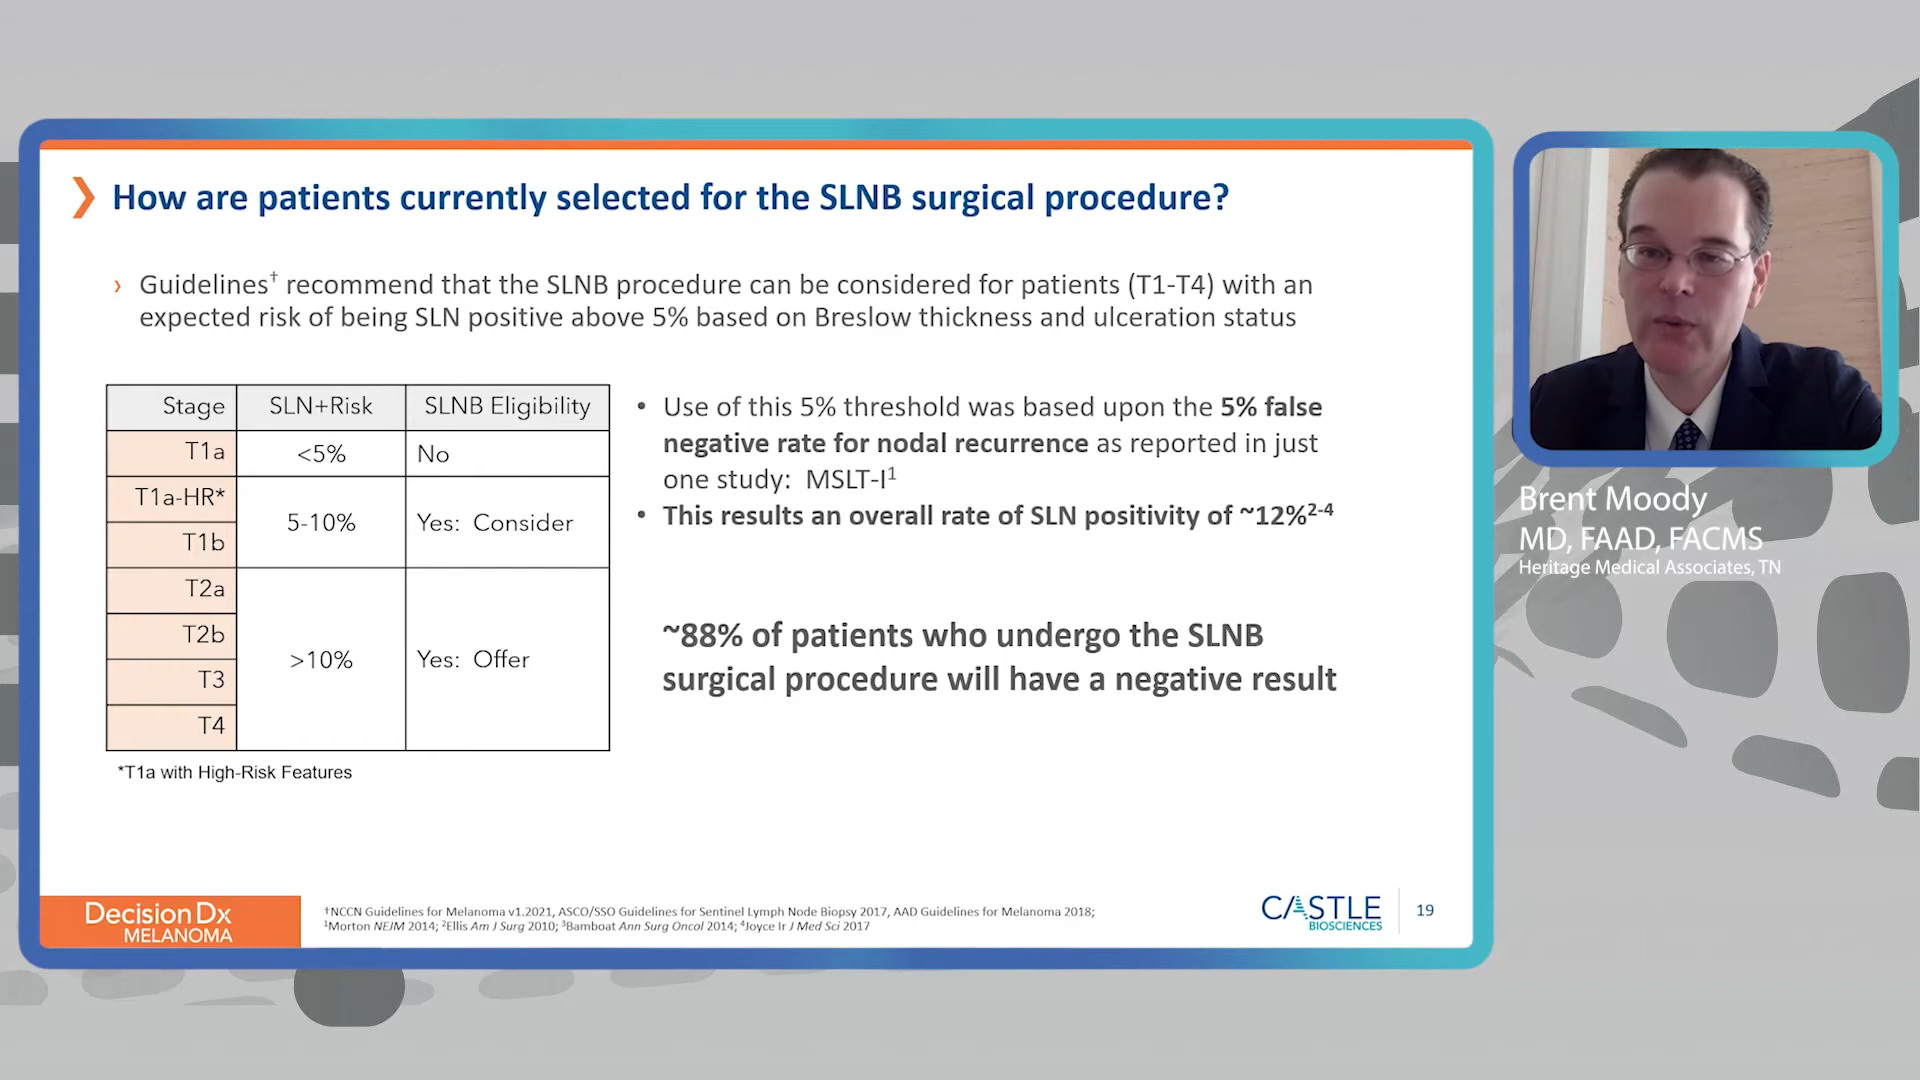 How are patients currently selected for the SLNB surgical procedure?
› Guidelines† recommend that the SLNB procedure can be considered for patients (T1-T4) with an
expected risk of being SLN positive above 5% based on Breslow thickness and ulceration status
Stage SLN+Risk SLNB Eligibility
T1a <5% No
T1a-HR*
T1b
5-10% Yes: Consider
T2a
T2b
T3
T4
>10% Yes: Offer
*T1a with High-Risk Features
• Use of this 5% threshold was based upon the 5% false
negative rate for nodal recurrence as reported in just
one study: MSLT-I¹
• This results an overall rate of SLN positivity of ~12%²⁻⁴
~88% of patients who undergo the SLNB
surgical procedure will have a negative result
DecisionDx
MELANOMA
†NCCN Guidelines for Melanoma v1.2021, ASCO/SSO Guidelines for Sentinel Lymph Node Biopsy 2017, AAD Guidelines for Melanoma 2018;
¹Morton NEJM 2014; ²Ellis Am J Surg 2010; ³Bamboat Ann Surg Oncol 2014; ⁴Joyce Ir J Med Sci 2017
CASTLE
BIOSCIENCES
19
Brent Moody
MD, FAAD, FACMS
Heritage Medical Associates, TN